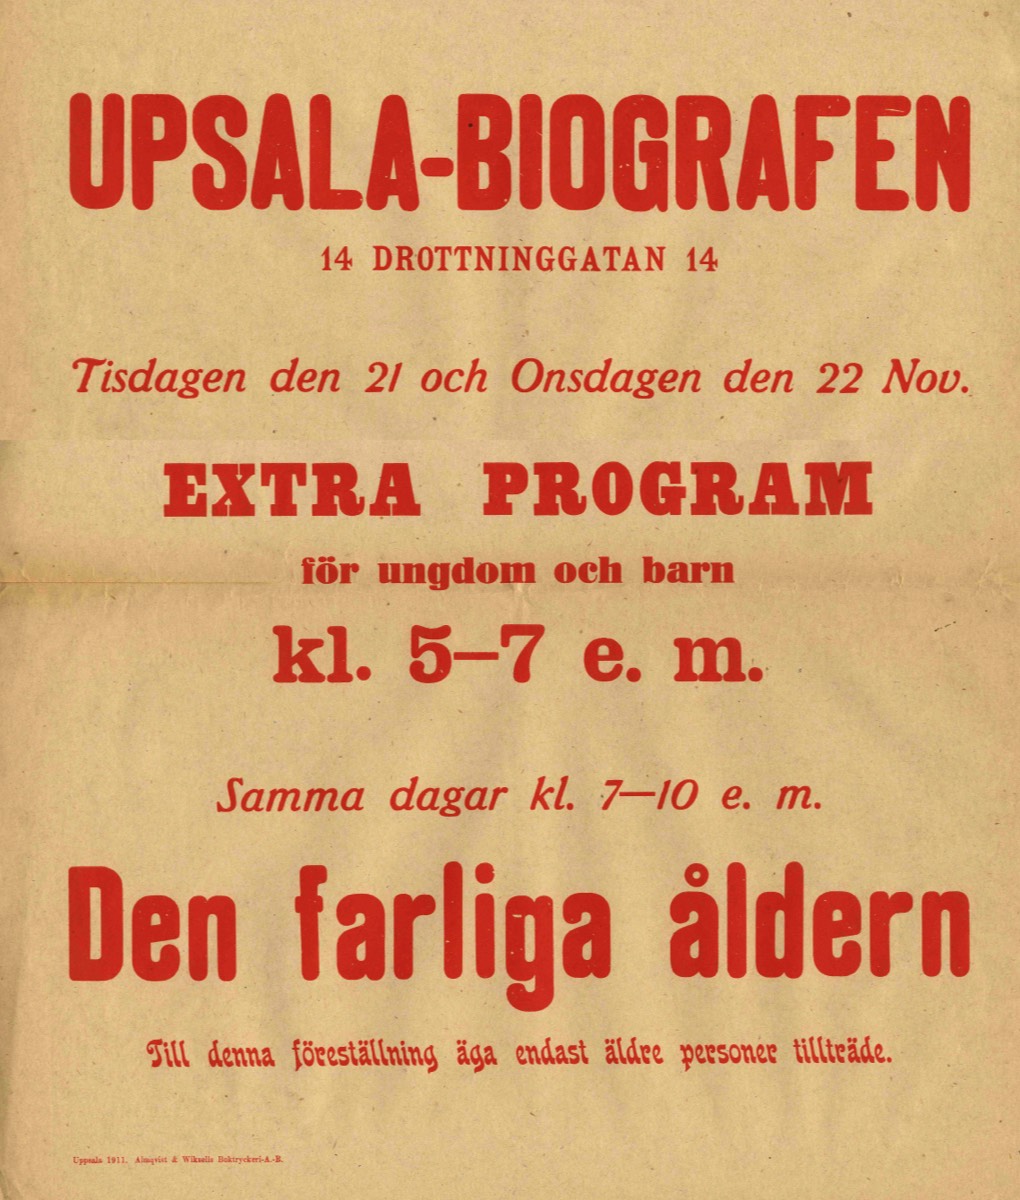 UPSALA-BIOGRAFEN
14 DROTTNINGGATAN 14
Tisdagen den 21 och Onsdagen den 22 Nov.
EXTRA PROGRAM
för ungdom och barn
kl. 5–7 e. m.
Samma dagar kl. 7–10 e. m.
Den farliga åldern
Till denna föreställning äga endast äldre personer tillträde.
Uppsala 1911. Almqvist & Wiksells Boktryckeri-A.-B.